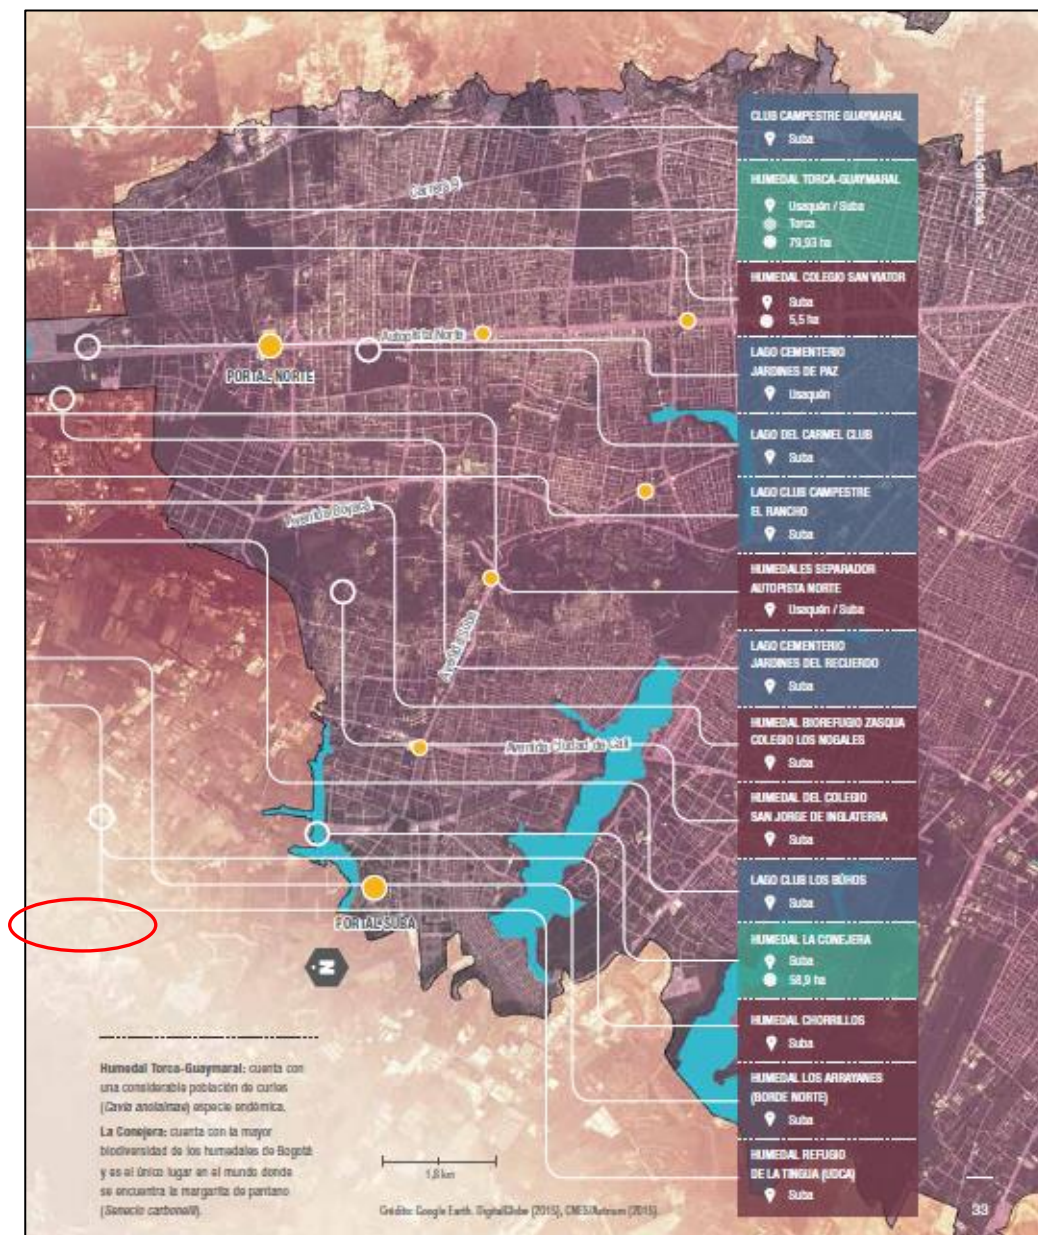 CLUB CAMPESTRE GUAYMARAL
Suba
HUMEDAL TORCA-GUAYMARAL
Usaquén / Suba
Torca
79,93 ha
HUMEDAL COLEGIO SAN VIATOR
Suba
5,5 ha
LAGO CEMENTERIO
JARDINES DE PAZ
Usaquén
LAGO DEL CARMEL CLUB
Suba
LAGO CLUB CAMPESTRE
EL RANCHO
Suba
HUMEDALES SEPARADOR
AUTOPISTA NORTE
Usaquén / Suba
LAGO CEMENTERIO
JARDINES DEL RECUERDO
Suba
HUMEDAL BIOREFUGIO ZASQUA
COLEGIO LOS NOGALES
Suba
HUMEDAL DEL COLEGIO
SAN JORGE DE INGLATERRA
Suba
LAGO CLUB LOS BÚHOS
Suba
HUMEDAL LA CONEJERA
Suba
58,9 ha
HUMEDAL CHORRILLOS
Suba
HUMEDAL LOS ARRAYANES
(BORDE NORTE)
Suba
HUMEDAL REFUGIO
DE LA TINGUA (UDCA)
Suba
33
Carrera 9
Autopista Norte
PORTAL NORTE
Avenida Boyacá
Avenida Suba
Avenida Ciudad de Cali
PORTAL SUBA
N
Humedal Torca-Guaymaral: cuenta con
una considerable población de curíes
(Cavia anolaimae) especie endémica.
La Conejera: cuenta con la mayor
biodiversidad de los humedales de Bogotá
y es el único lugar en el mundo donde
se encuentra la margarita de pantano
(Senecio carbonelli).
1,8 km
Crédito: Google Earth. DigitalGlobe (2015), CNES/Astrium (2015).